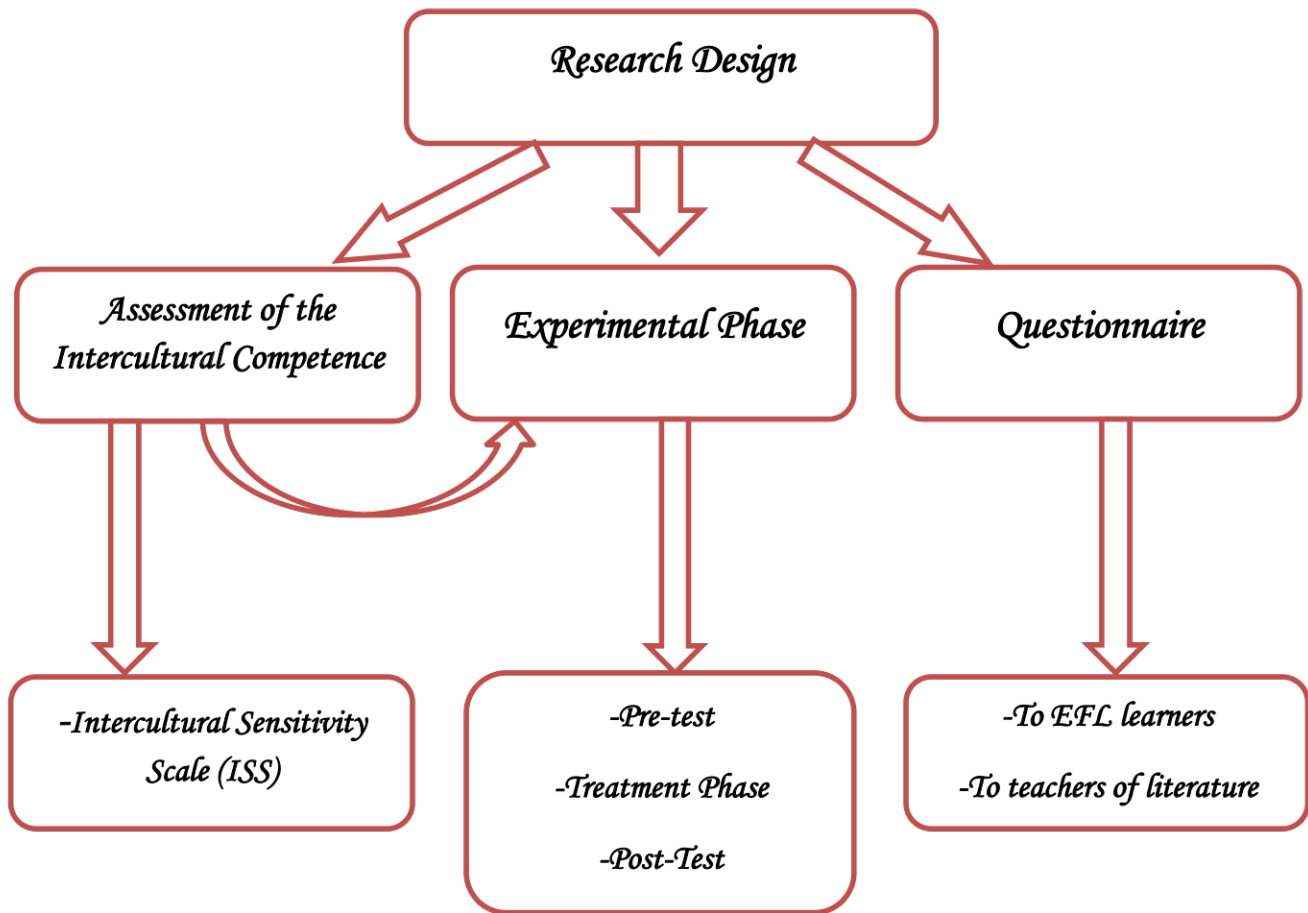 Research Design
Assessment of the
Intercultural Competence
Experimental Phase
Questionnaire
-Intercultural Sensitivity
Scale (ISS)
-Pre-test
-Treatment Phase
-Post-Test
-To EFL learners
-To teachers of literature